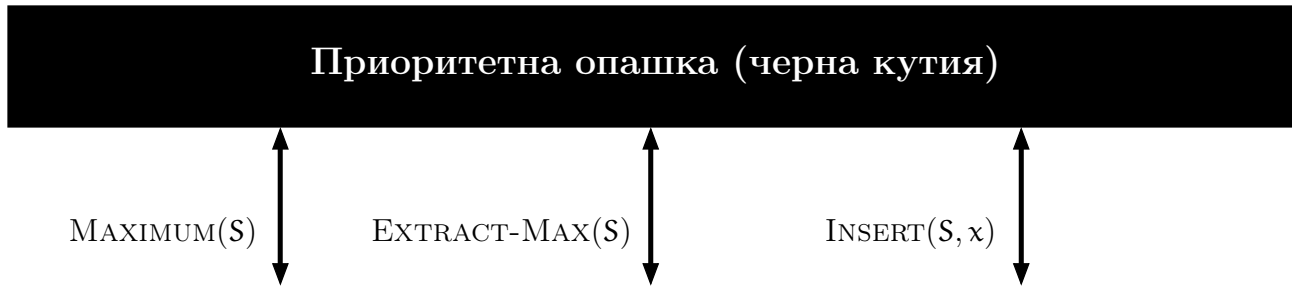 Приоритетна опашка (черна кутия)
MAXIMUM(S) EXTRACT-MAX(S) INSERT(S, x)